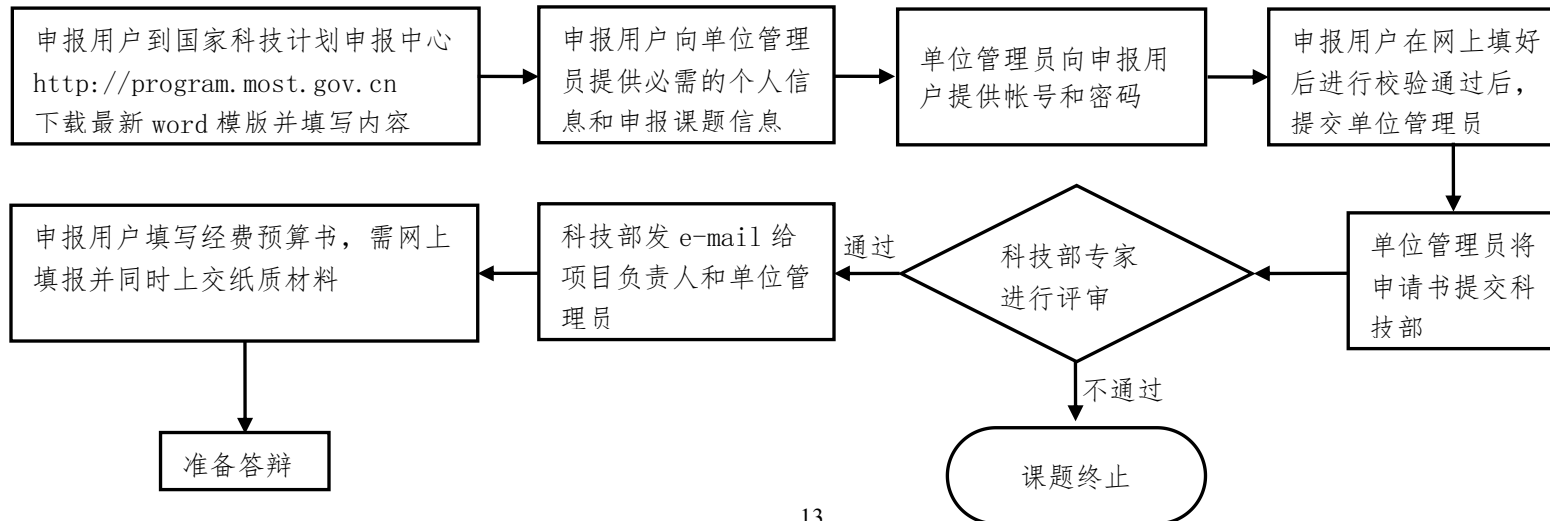 申报用户到国家科技计划申报中心
http://program.most.gov.cn
下载最新 word 模版并填写内容
申报用户向单位管理
员提供必需的个人信
息和申报课题信息
单位管理员向申报用
户提供帐号和密码
申报用户在网上填好
后进行校验通过后，
提交单位管理员
单位管理员将
申请书提交科
技部
科技部专家
进行评审
通过
科技部发 e-mail 给
项目负责人和单位管
理员
申报用户填写经费预算书，需网上
填报并同时上交纸质材料
不通过
准备答辩
课题终止
13